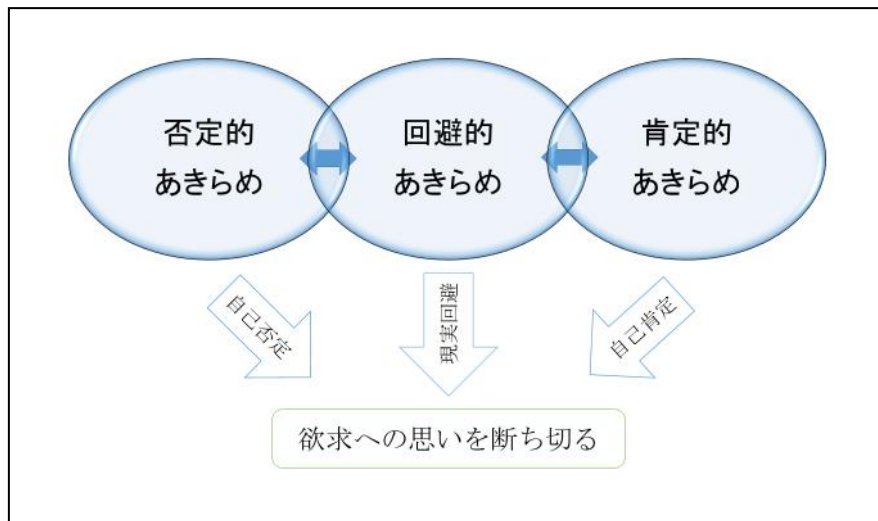 否定的
あきらめ
回避的
あきらめ
肯定的
あきらめ
自己否定
現実回避
自己肯定
欲求への思いを断ち切る